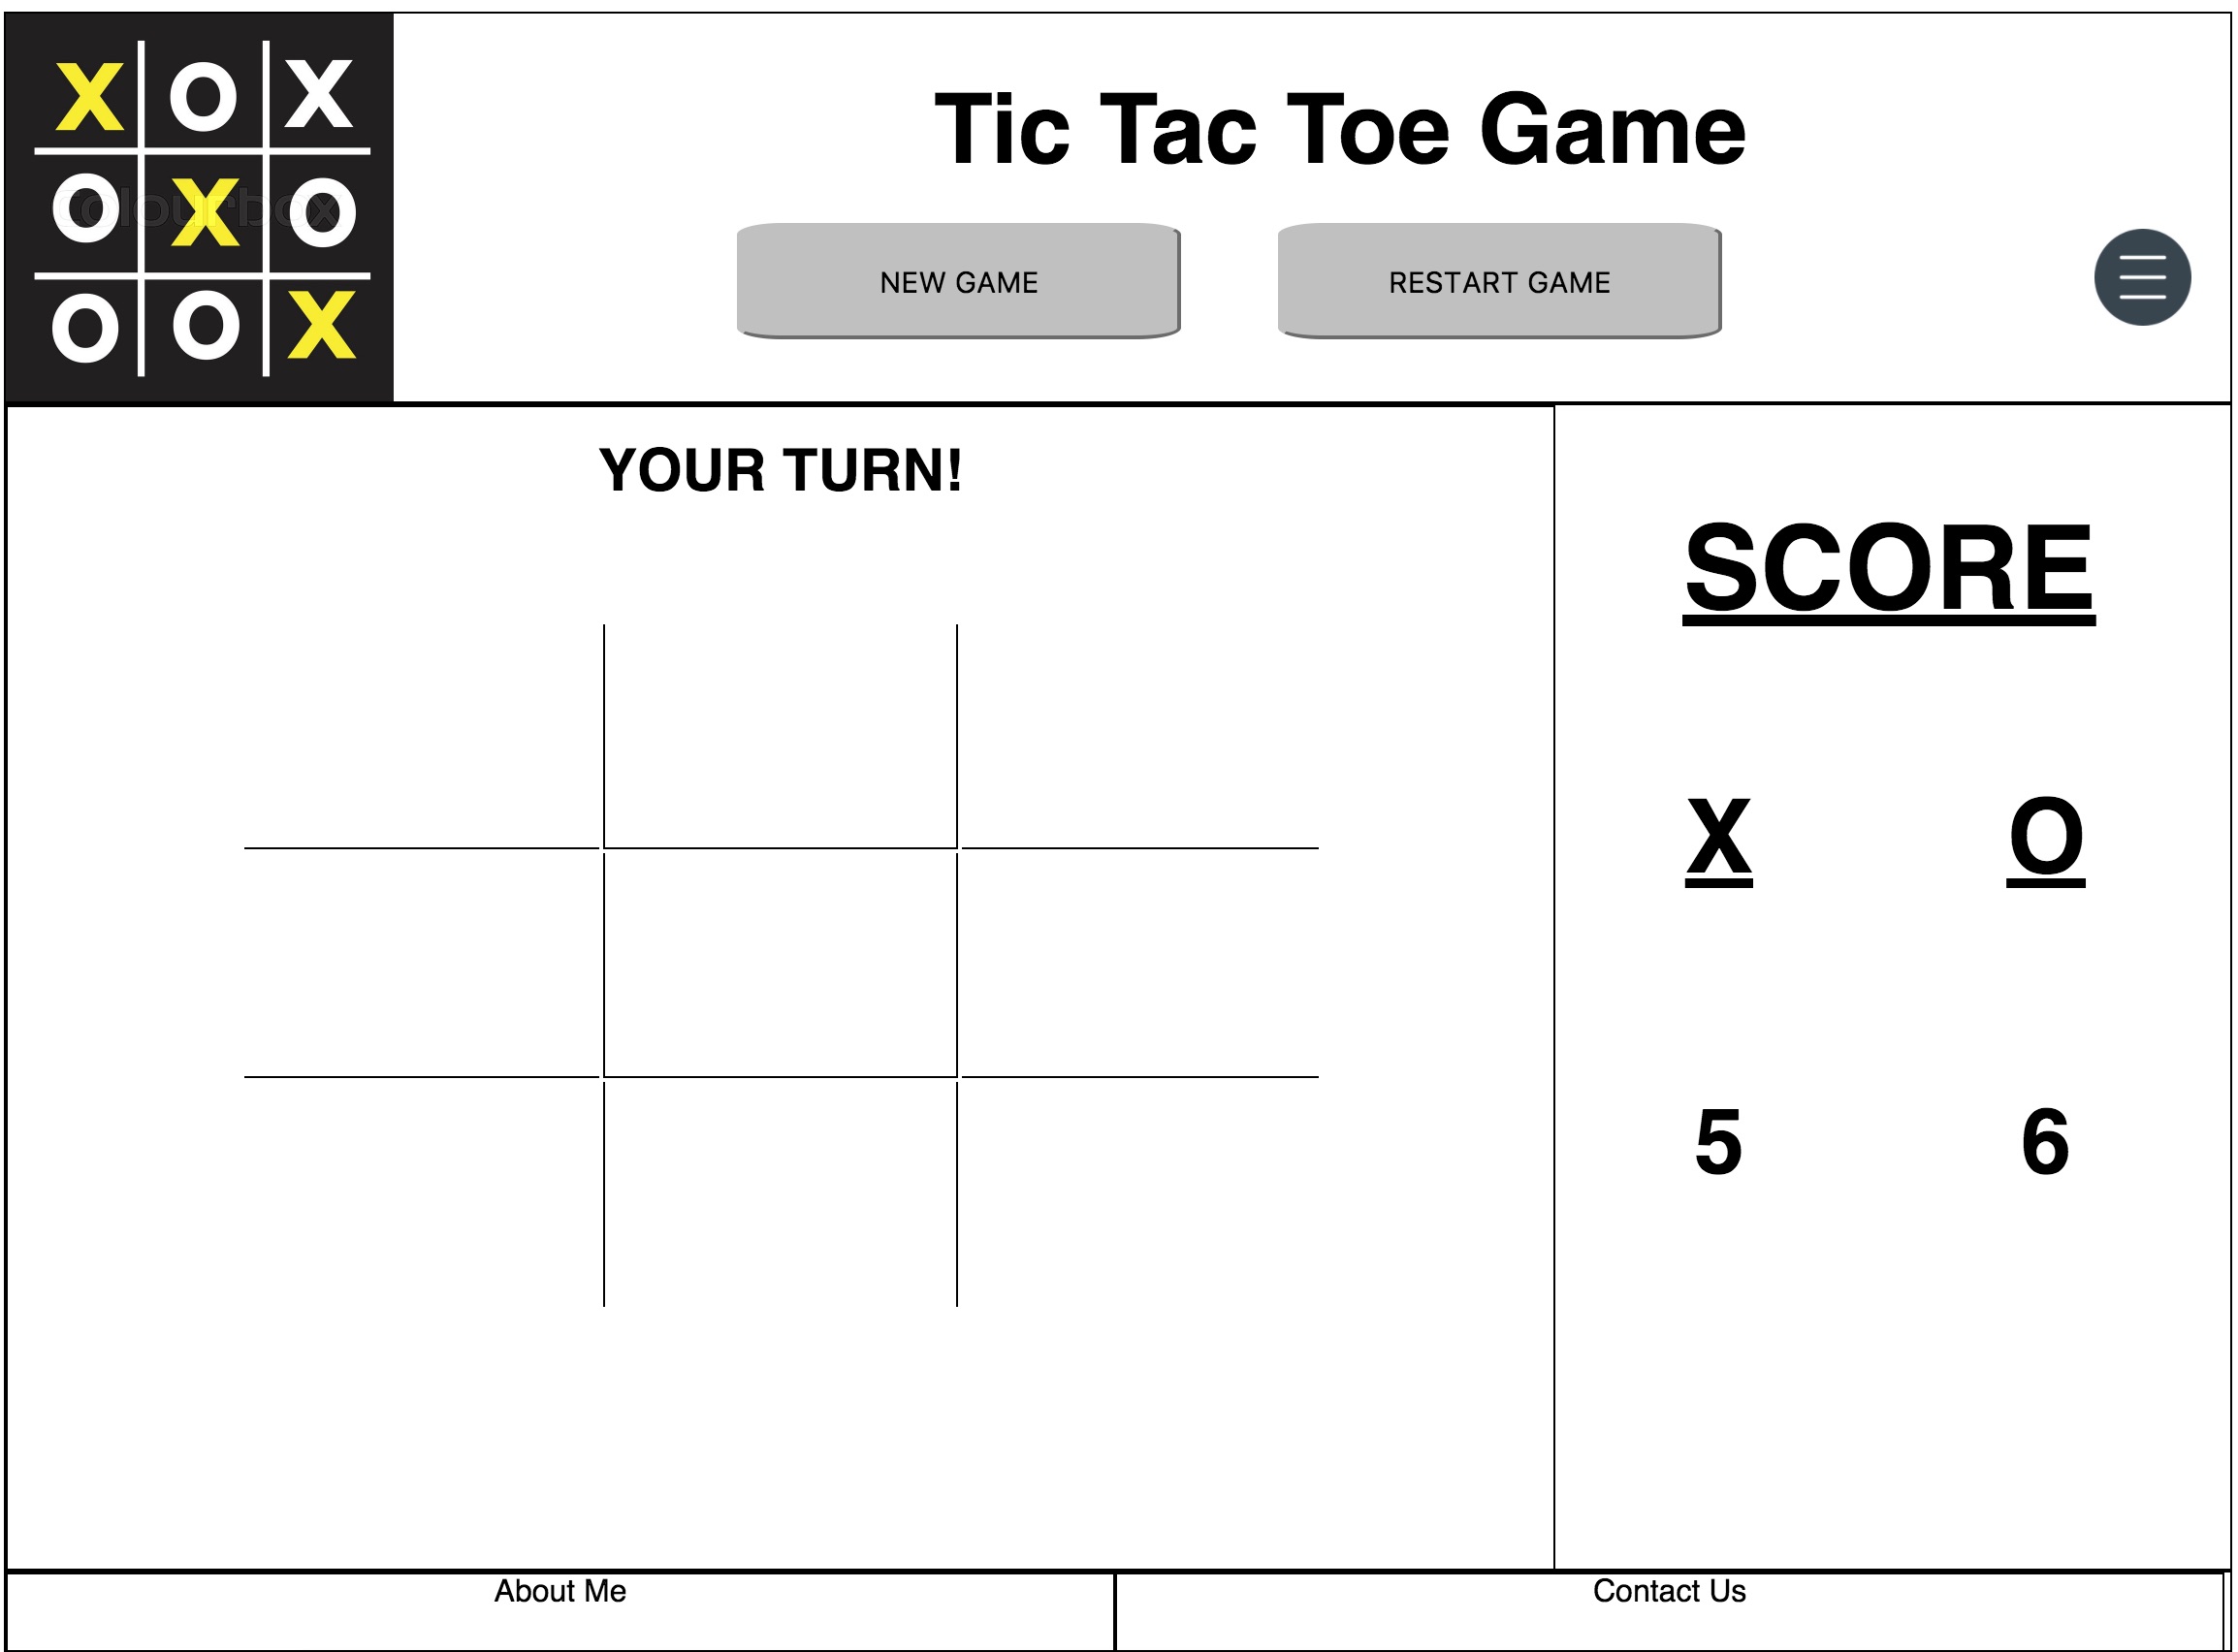 X O X
O X O
O O X
colourbox
Tic Tac Toe Game
NEW GAME RESTART GAME
YOUR TURN!
SCORE
X O
5 6
About Me Contact Us